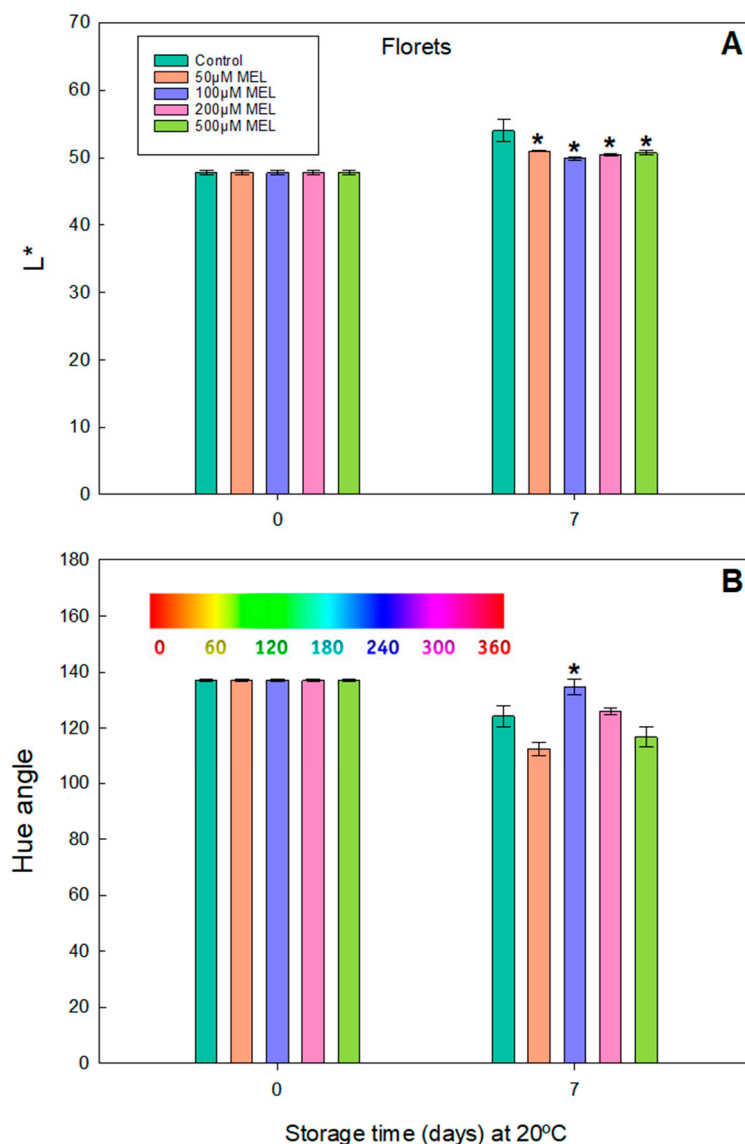 Florets
A
Control
50µM MEL
100µM MEL
200µM MEL
500µM MEL
70
60
50
40
30
20
10
0
L*
* * * *
0 7
B
180
160
140
120
100
80
60
40
20
0
Hue angle
0 60 120 180 240 300 360
*
0 7
Storage time (days) at 20ºC